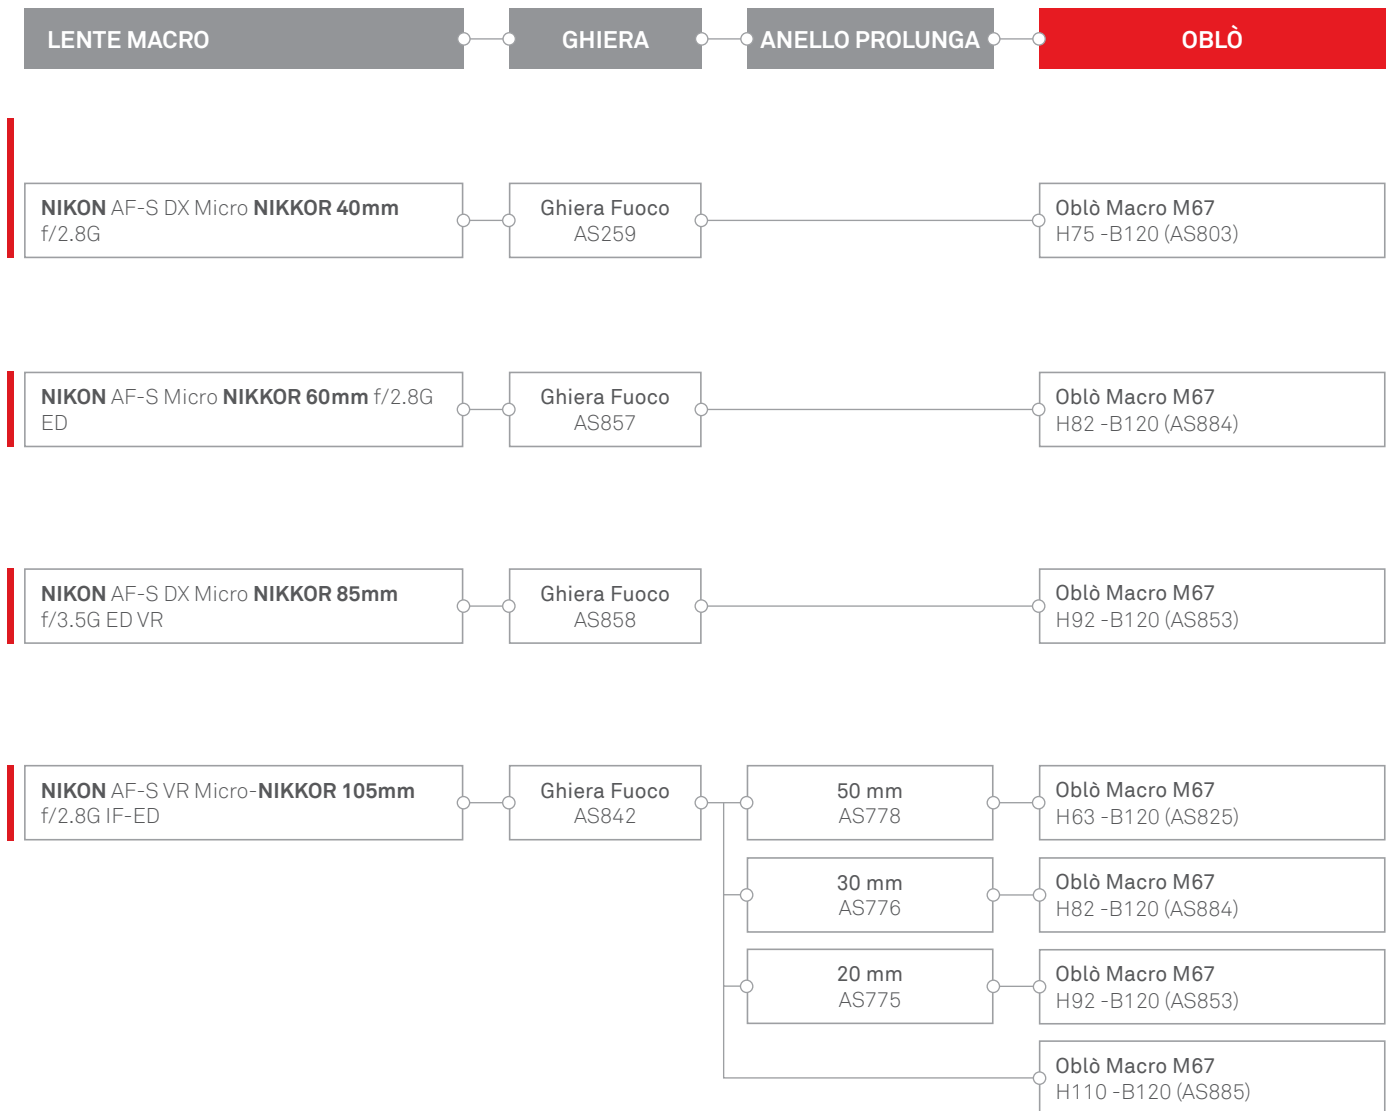 LENTE MACRO GHIERA ANELLO PROLUNGA OBLÒ
NIKON AF-S DX Micro NIKKOR 40mm
f/2.8G
Ghiera Fuoco
AS259
Oblò Macro M67
H75 -B120 (AS803)
NIKON AF-S Micro NIKKOR 60mm f/2.8G
ED
Ghiera Fuoco
AS857
Oblò Macro M67
H82 -B120 (AS884)
NIKON AF-S DX Micro NIKKOR 85mm
f/3.5G ED VR
Ghiera Fuoco
AS858
Oblò Macro M67
H92 -B120 (AS853)
NIKON AF-S VR Micro-NIKKOR 105mm
f/2.8G IF-ED
Ghiera Fuoco
AS842
50 mm
AS778
Oblò Macro M67
H63 -B120 (AS825)
30 mm
AS776
Oblò Macro M67
H82 -B120 (AS884)
20 mm
AS775
Oblò Macro M67
H92 -B120 (AS853)
Oblò Macro M67
H110 -B120 (AS885)